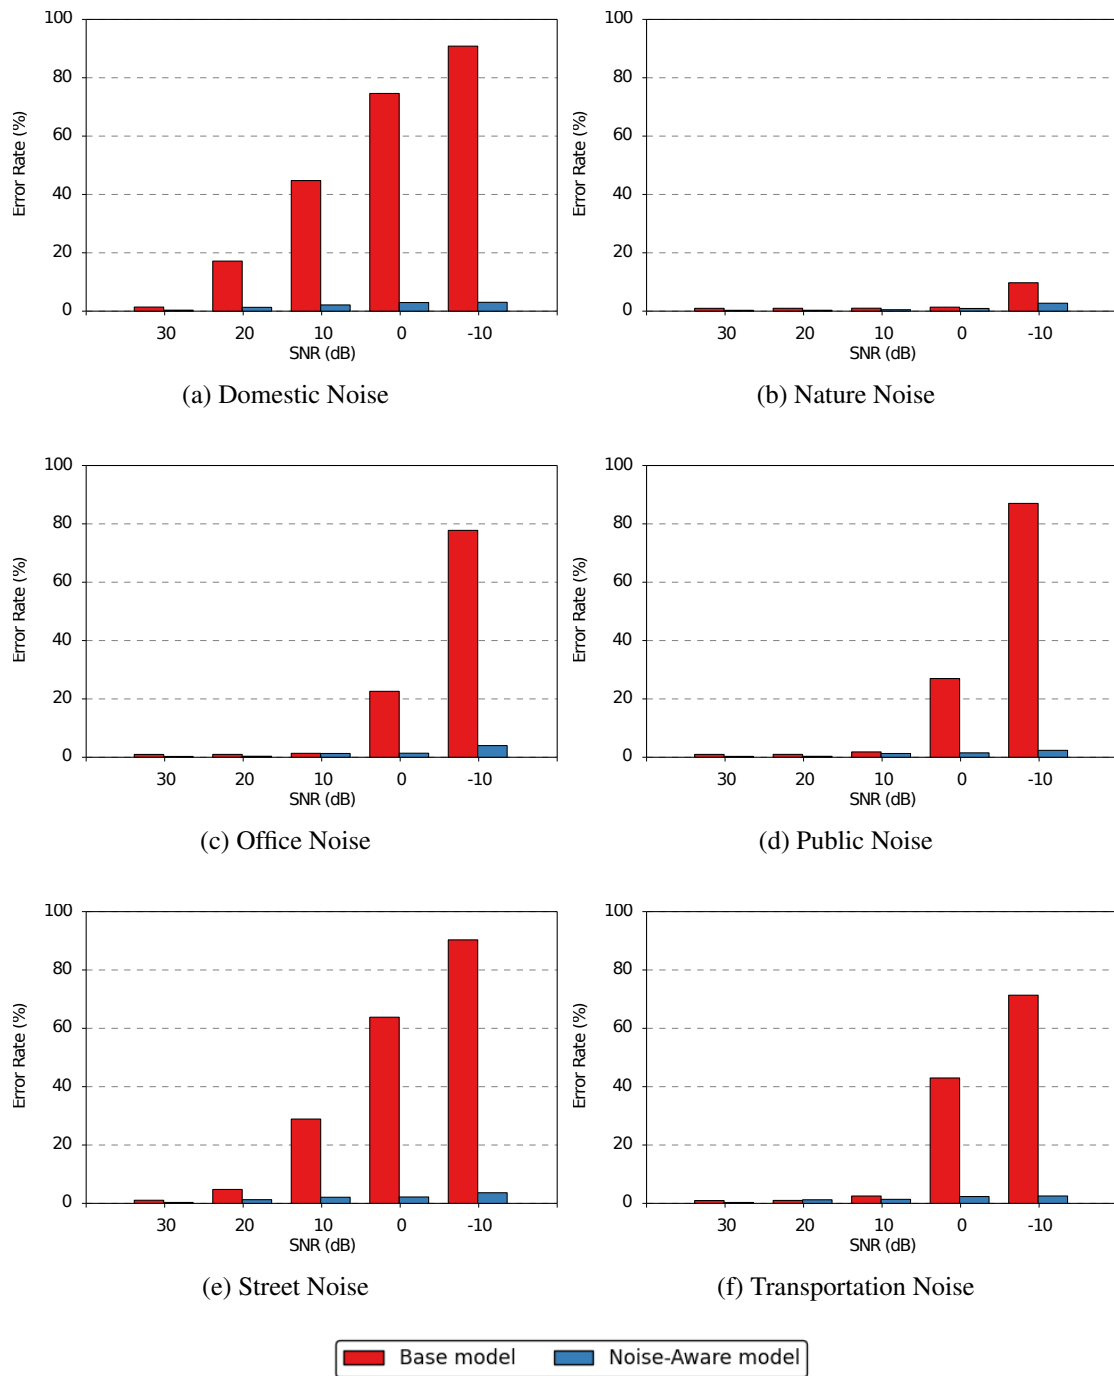 100
80
60
40
20
0
Error Rate (%)
30 20 10 0 -10
SNR (dB)
(a) Domestic Noise
100
80
60
40
20
0
Error Rate (%)
30 20 10 0 -10
SNR (dB)
(b) Nature Noise
100
80
60
40
20
0
Error Rate (%)
30 20 10 0 -10
SNR (dB)
(c) Office Noise
100
80
60
40
20
0
Error Rate (%)
30 20 10 0 -10
SNR (dB)
(d) Public Noise
100
80
60
40
20
0
Error Rate (%)
30 20 10 0 -10
SNR (dB)
(e) Street Noise
100
80
60
40
20
0
Error Rate (%)
30 20 10 0 -10
SNR (dB)
(f) Transportation Noise
Base model Noise-Aware model